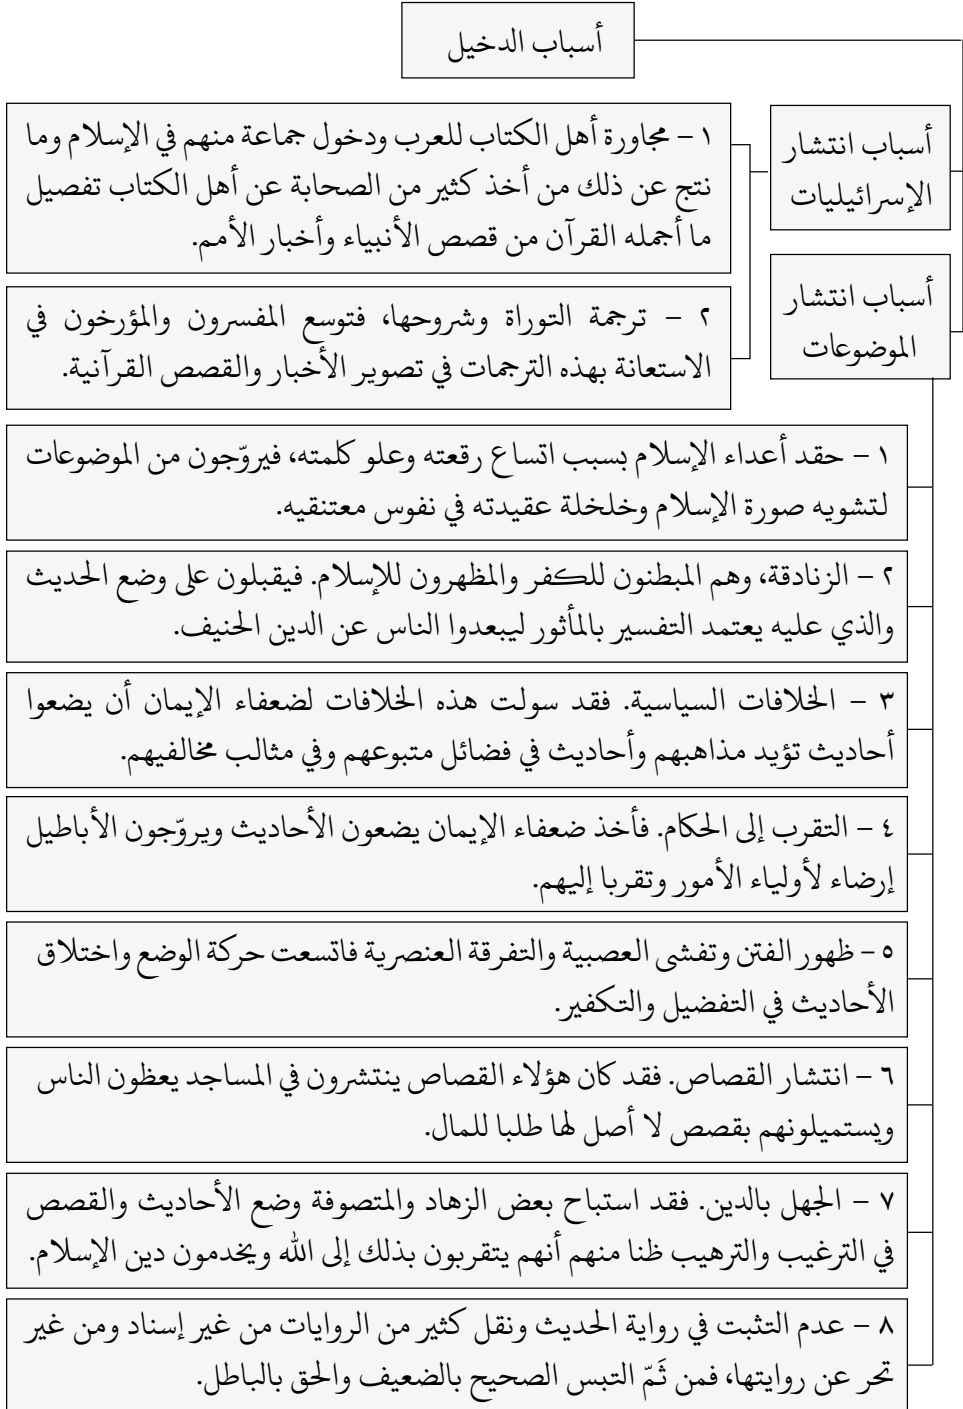 أسباب الدخيل
أسباب انتشار
الإسرائيليات
١ – مجاورة أهل الكتاب للعرب ودخول جماعة منهم في الإسلام وما
نتج عن ذلك من أخذ كثير من الصحابة عن أهل الكتاب تفصيل
ما أجمله القرآن من قصص الأنبياء وأخبار الأمم.
٢ – ترجمة التوراة وشروحها، فتوسع المفسرون والمؤرخون في
الاستعانة بهذه الترجمات في تصوير الأخبار والقصص القرآنية.
أسباب انتشار
الموضوعات
١ – حقد أعداء الإسلام بسبب اتساع رقعته وعلو كلمته، فيروّجون من الموضوعات
لتشويه صورة الإسلام وخلخلة عقيدته في نفوس معتنقيه.
٢ – الزنادقة، وهم المبطنون للكفر والمظهرون للإسلام. فيقبلون على وضع الحديث
والذي عليه يعتمد التفسير بالمأثور ليبعدوا الناس عن الدين الحنيف.
٣ – الخلافات السياسية. فقد سولت هذه الخلافات لضعفاء الإيمان أن يضعوا
أحاديث تؤيد مذاهبهم وأحاديث في فضائل متبوعهم وفي مثالب مخالفيهم.
٤ – التقرب إلى الحكام. فأخذ ضعفاء الإيمان يضعون الأحاديث ويروّجون الأباطيل
إرضاء لأولياء الأمور وتقربا إليهم.
٥ – ظهور الفتن وتفشى العصبية والتفرقة العنصرية فاتسعت حركة الوضع واختلاق
الأحاديث في التفضيل والتكفير.
٦ – انتشار القصاص. فقد كان هؤلاء القصاص ينتشرون في المساجد يعظون الناس
ويستميلونهم بقصص لا أصل لها طلبا للمال.
٧ – الجهل بالدين. فقد استباح بعض الزهاد والمتصوفة وضع الأحاديث والقصص
في الترغيب والترهيب ظنا منهم أنهم يتقربون بذلك إلى الله ويخدمون دين الإسلام.
٨ – عدم التثبت في رواية الحديث ونقل كثير من الروايات من غير إسناد ومن غير
تحر عن روايتها، فمن ثَمّ التبس الصحيح بالضعيف والحق بالباطل.